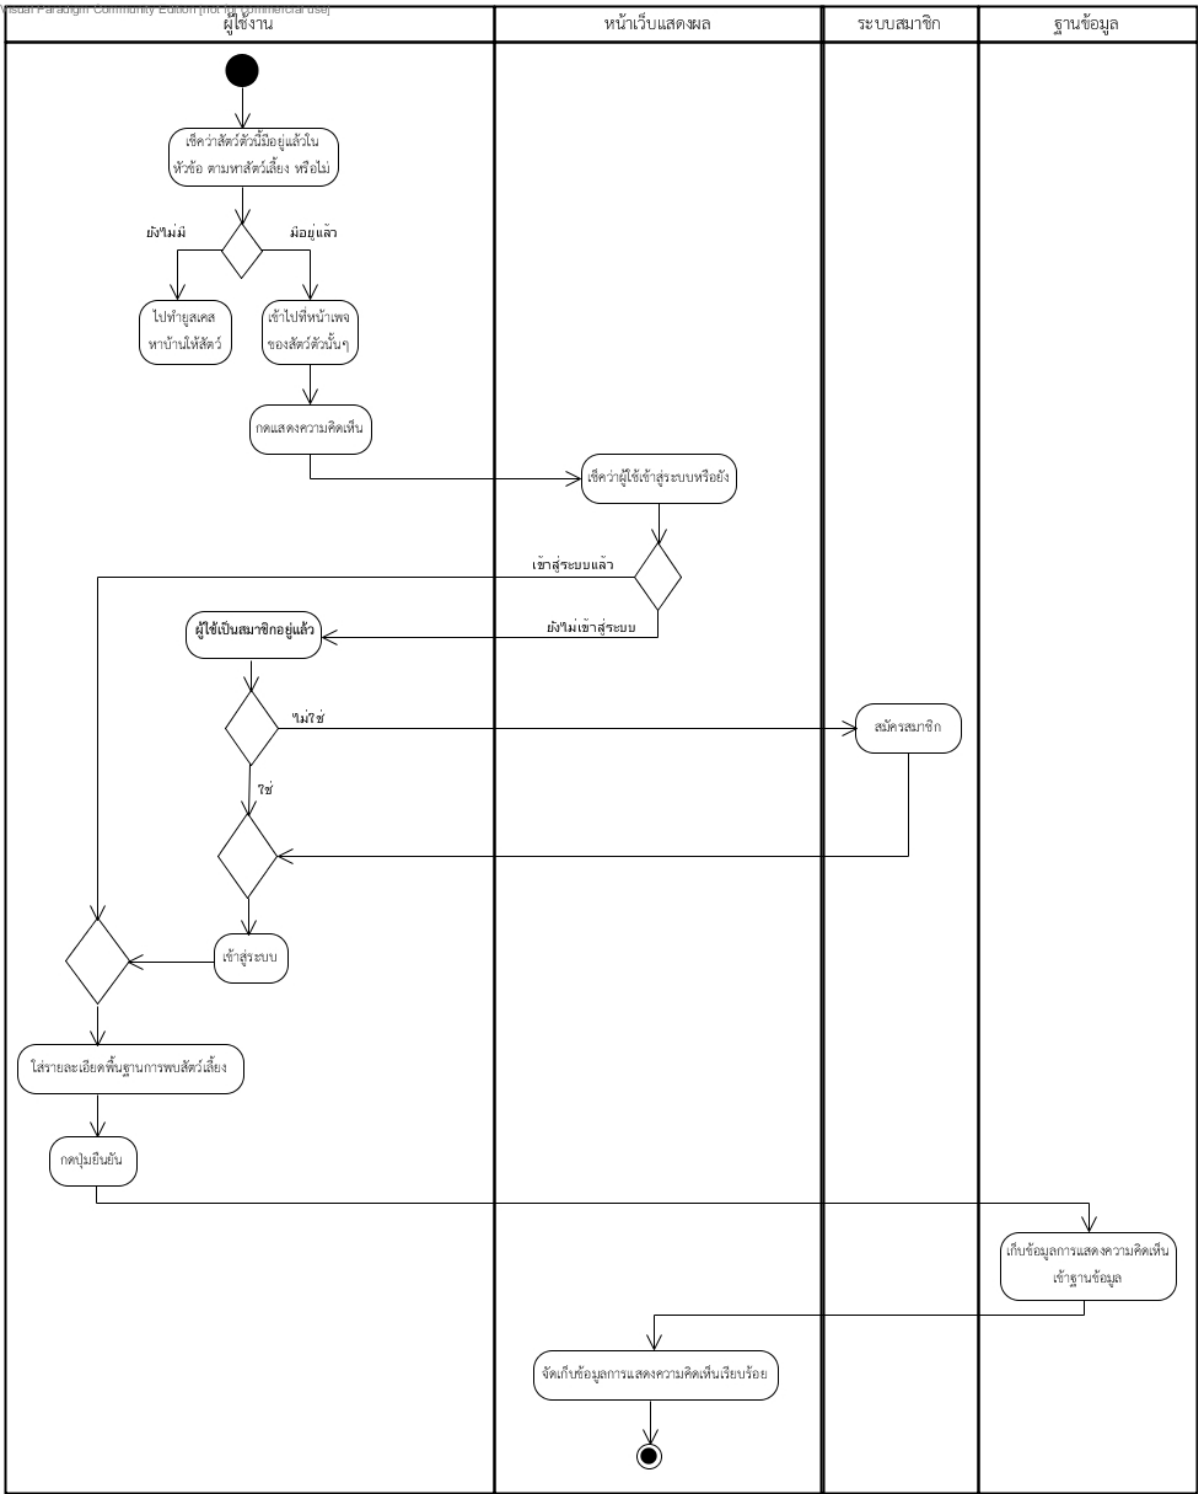 Visual Paradigm Community Edition [not for commercial use]
ผู้ใช้งาน
หน้าเว็บแสดงผล
ระบบสมาชิก
ฐานข้อมูล
เช็คว่าสัตว์ตัวนี้มีอยู่แล้วใน
หัวข้อ ตามหาสัตว์เลี้ยง หรือไม่
ยังไม่มี
มีอยู่แล้ว
ไปทำยูสเคส
หาบ้านให้สัตว์
เข้าไปที่หน้าเพจ
ของสัตว์ตัวนั้นๆ
กดแสดงความคิดเห็น
เช็คว่าผู้ใช้เข้าสู่ระบบหรือยัง
เข้าสู่ระบบแล้ว
ยังไม่เข้าสู่ระบบ
ผู้ใช้เป็นสมาชิกอยู่แล้ว
ไม่ใช่
สมัครสมาชิก
ใช่
เข้าสู่ระบบ
ใส่รายละเอียดพื้นฐานการพบสัตว์เลี้ยง
กดปุ่มยืนยัน
เก็บข้อมูลการแสดงความคิดเห็น
เข้าฐานข้อมูล
จัดเก็บข้อมูลการแสดงความคิดเห็นเรียบร้อย